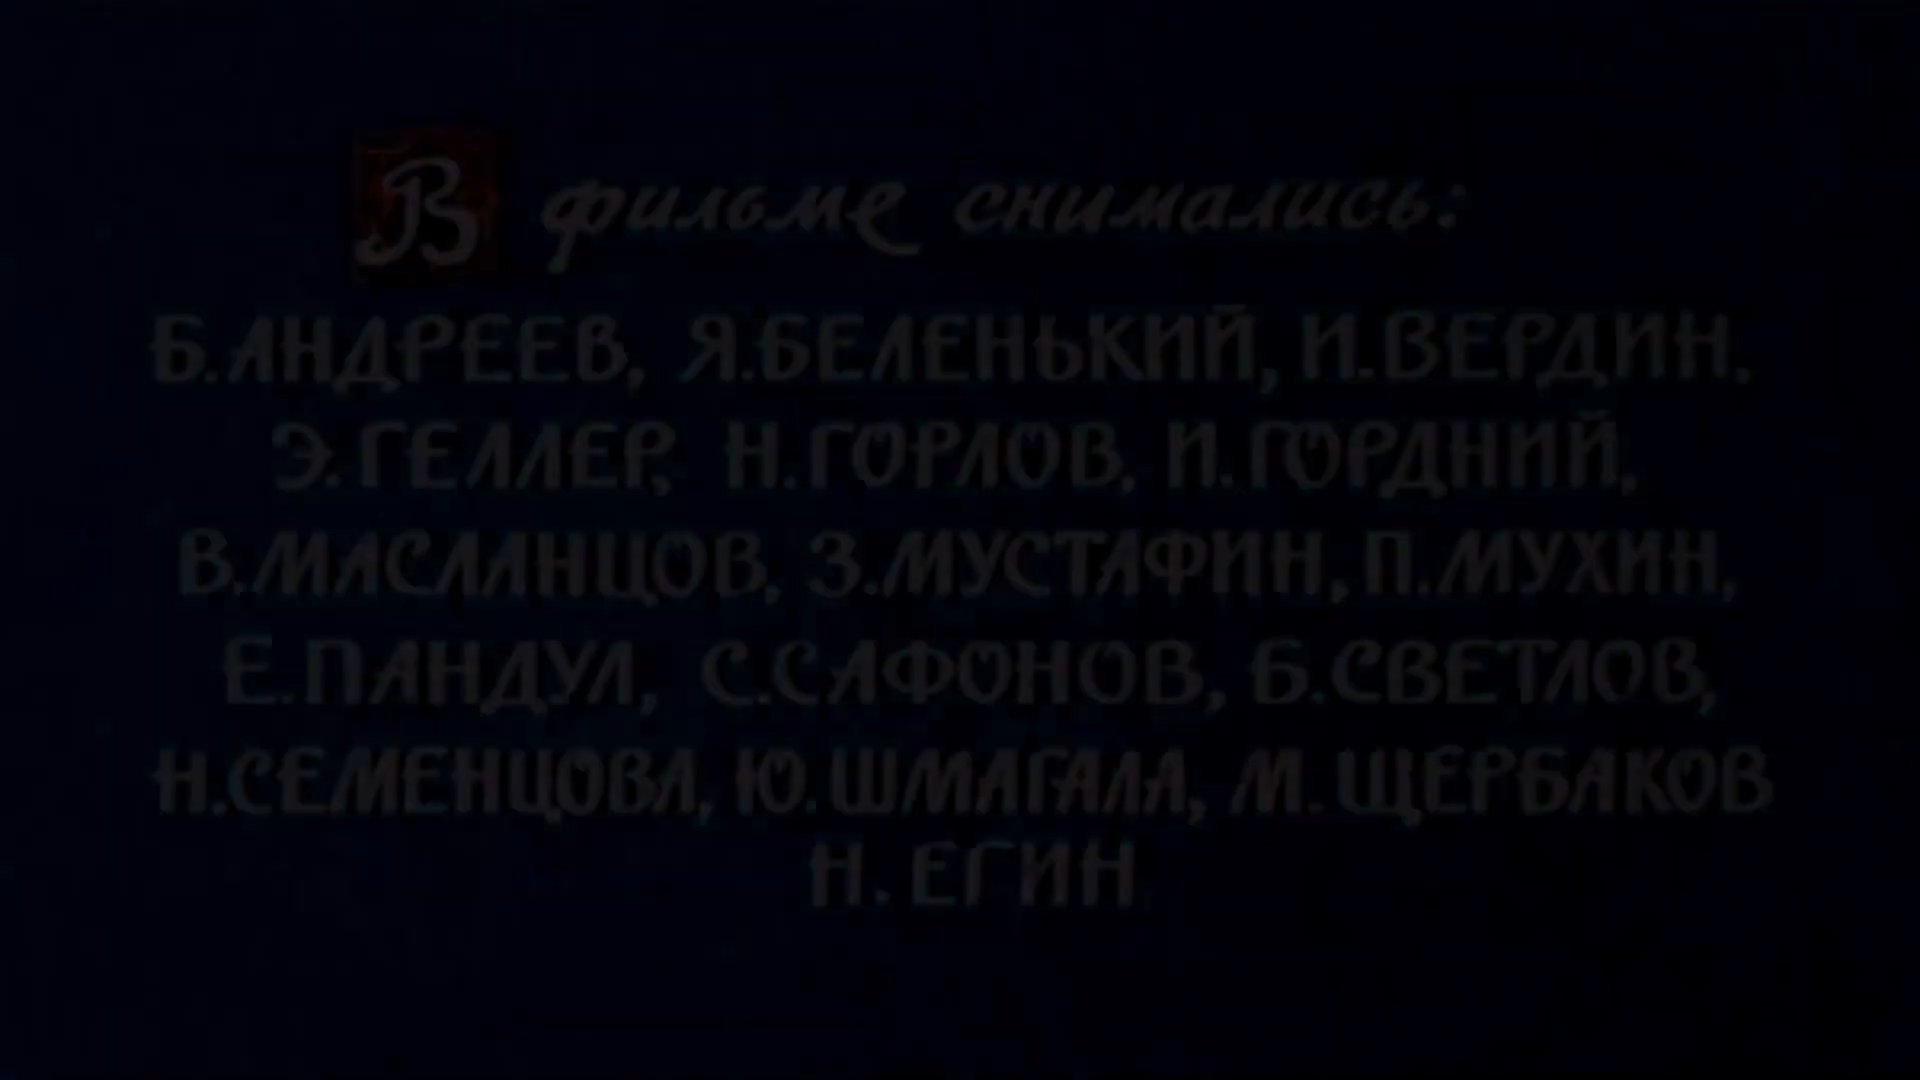 В фильме снимались:
Б.АНДРЕЕВ, Я.БЕЛЕНЬКИЙ, И.ВЕРДИН.
Э.ГЕЛЛЕР, Н.ГОРЛОВ, И.ГОРДНИЙ,
В.МАСЛАНЦОВ, З.МУСТАФИН, П.МУХИН,
Е.ПАНДУЛ, С.САФОНОВ, Б.СВЕТЛОВ,
Н.СЕМЕНЦОВА, Ю.ШМАГАЛА, М.ЩЕРБАКОВ
Н. ЕГИН